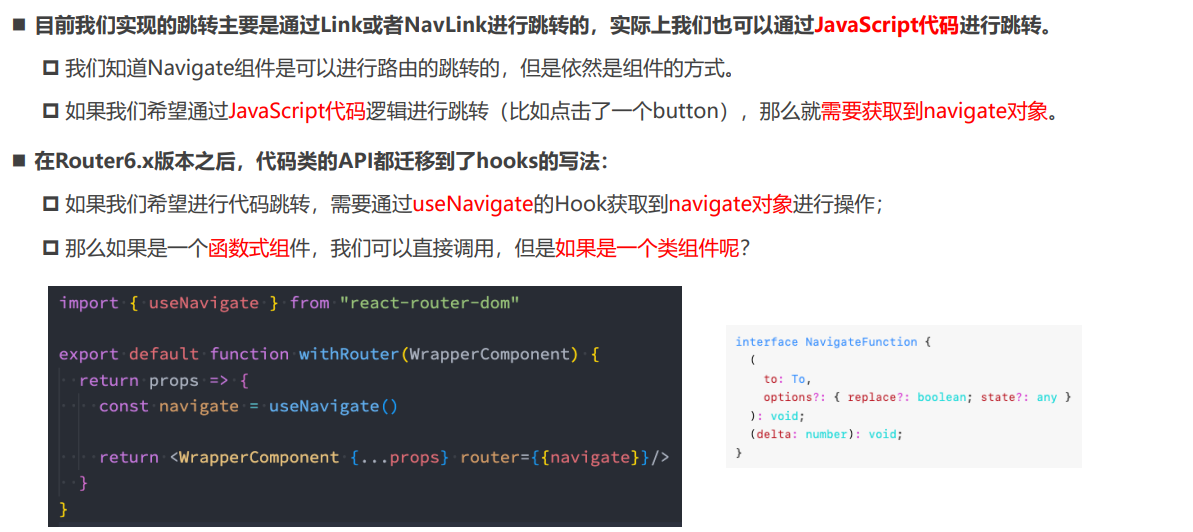 ■ 目前我们实现的跳转主要是通过Link或者NavLink进行跳转的，实际上我们也可以通过JavaScript代码进行跳转。
我们知道Navigate组件是可以进行路由的跳转的，但是依然是组件的方式。
如果我们希望通过JavaScript代码逻辑进行跳转（比如点击了一个button），那么就需要获取到navigate对象。
■ 在Router6.x版本之后，代码类的API都迁移到了hooks的写法：
如果我们希望进行代码跳转，需要通过useNavigate的Hook获取到navigate对象进行操作；
那么如果是一个函数式组件，我们可以直接调用，但是如果是一个类组件呢？
import { useNavigate } from "react-router-dom"
export default function withRouter(WrapperComponent) {
return props => {
const navigate = useNavigate()
return <WrapperComponent {...props} router={{navigate}}/>
}
}
interface NavigateFunction {
(
to: To,
options?: { replace?: boolean; state?: any }
): void;
(delta: number): void;
}